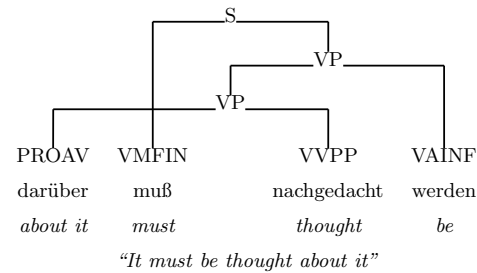 S
VP
VP
PROAV VMFIN VVPP VAINF
darüber muß nachgedacht werden
about it must thought be
“It must be thought about it”